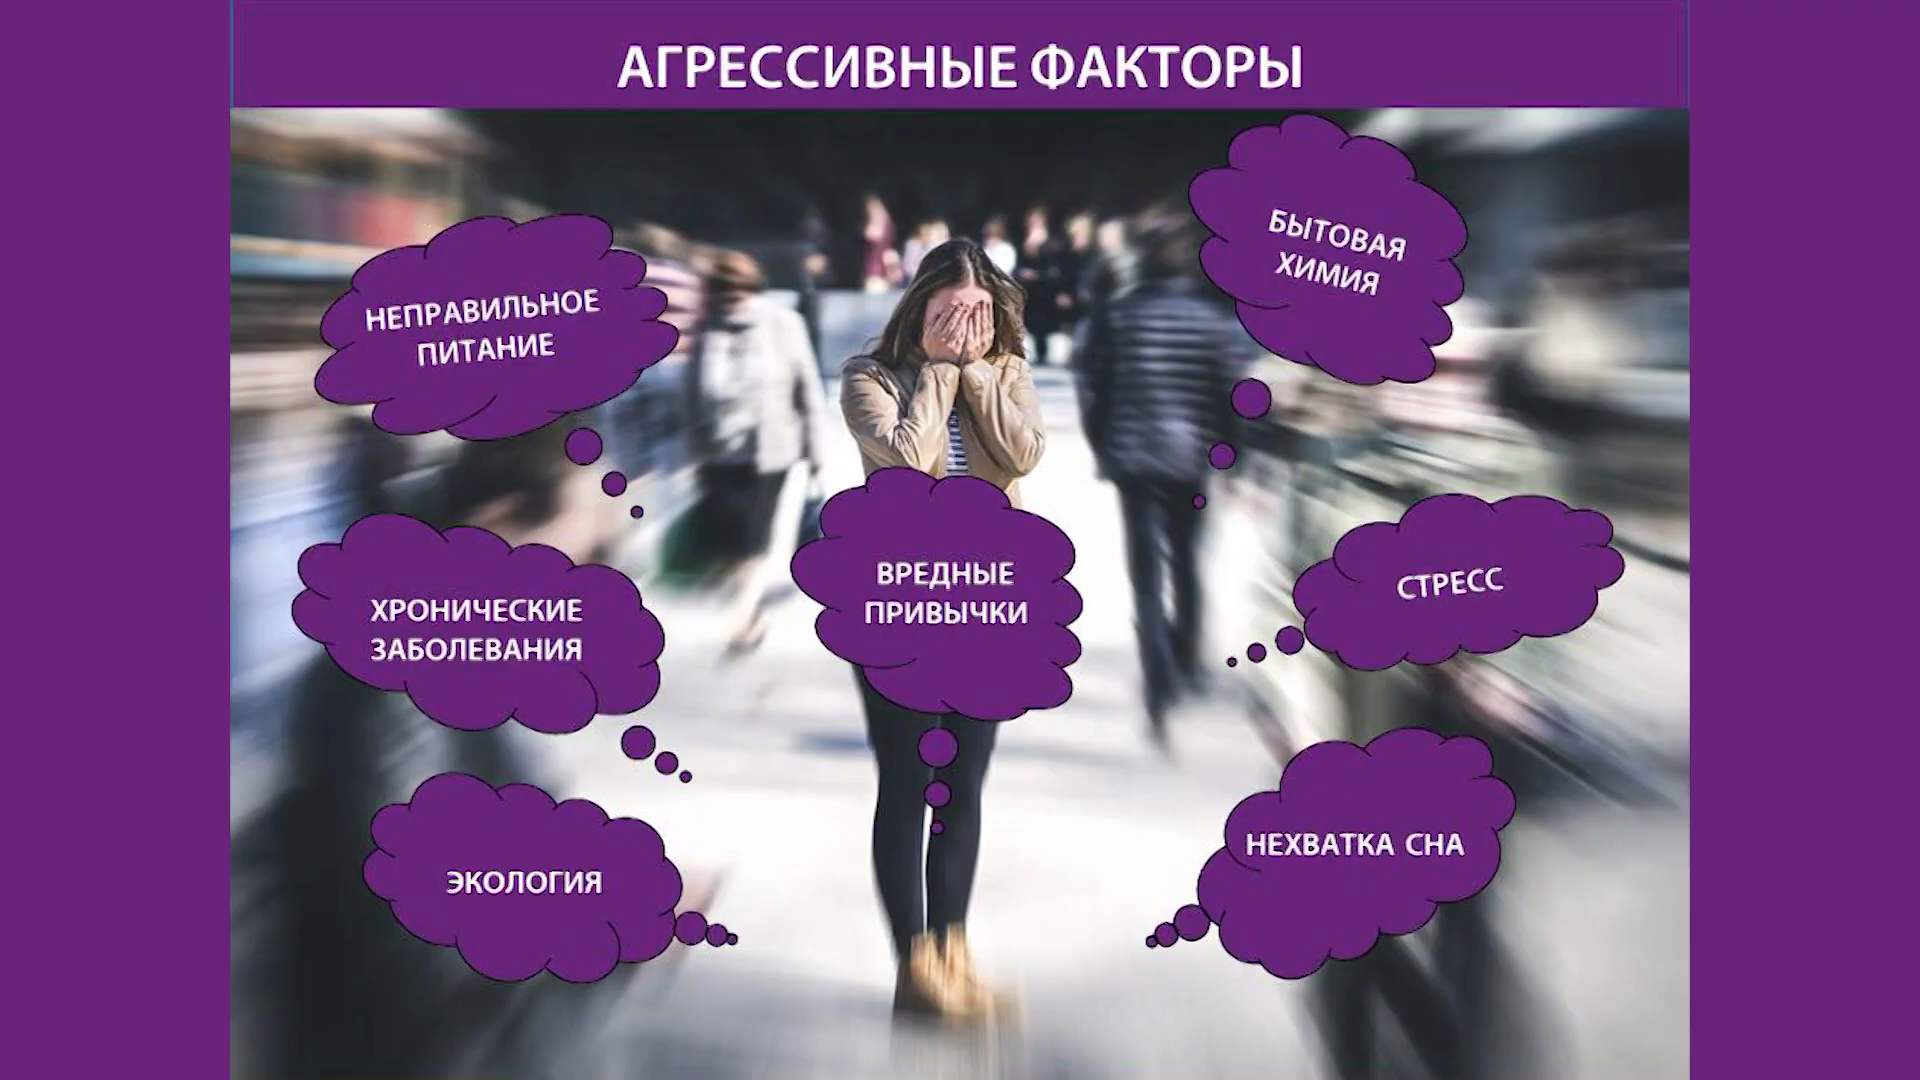 АГРЕССИВНЫЕ ФАКТОРЫ
НЕПРАВИЛЬНОЕ
ПИТАНИЕ
БЫТОВАЯ
ХИМИЯ
ХРОНИЧЕСКИЕ
ЗАБОЛЕВАНИЯ
ВРЕДНЫЕ
ПРИВЫЧКИ
СТРЕСС
ЭКОЛОГИЯ
НЕХВАТКА СНА